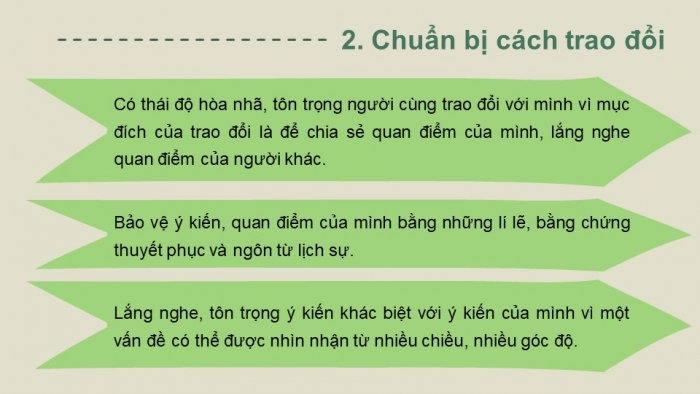 2. Chuẩn bị cách trao đổi
Có thái độ hòa nhã, tôn trọng người cùng trao đổi với mình vì mục
đích của trao đổi là để chia sẻ quan điểm của mình, lắng nghe
quan điểm của người khác.
Bảo vệ ý kiến, quan điểm của mình bằng những lí lẽ, bằng chứng
thuyết phục và ngôn từ lịch sự.
Lắng nghe, tôn trọng ý kiến khác biệt với ý kiến của mình vì một
vấn đề có thể được nhìn nhận từ nhiều chiều, nhiều góc độ.